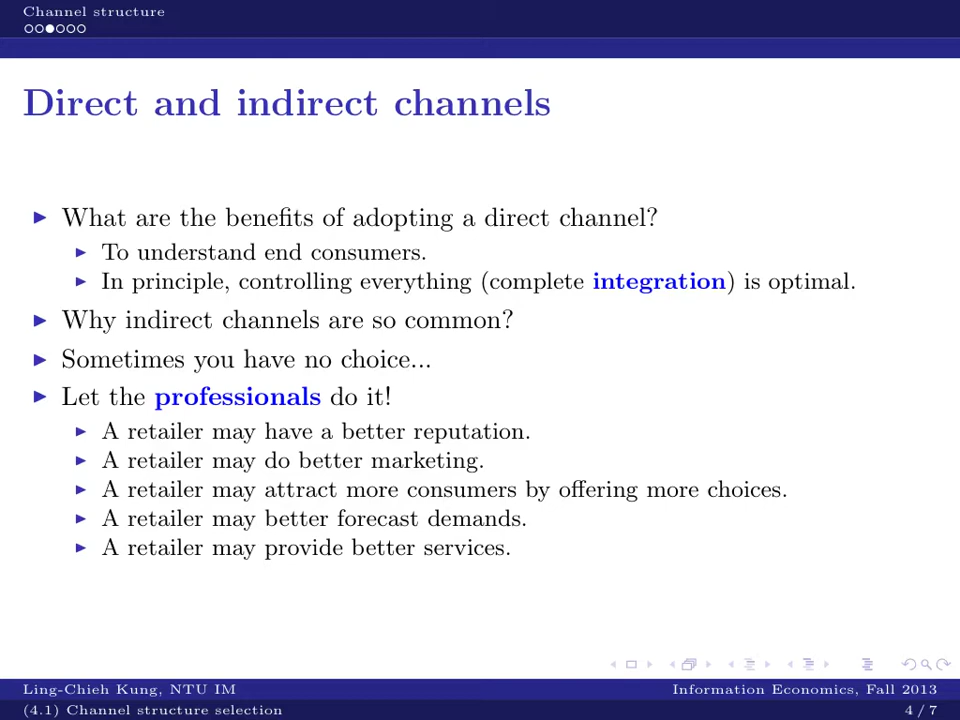 Channel structure
Direct and indirect channels
What are the benefits of adopting a direct channel?
To understand end consumers.
In principle, controlling everything (complete integration) is optimal.
Why indirect channels are so common?
Sometimes you have no choice...
Let the professionals do it!
A retailer may have a better reputation.
A retailer may do better marketing.
A retailer may attract more consumers by offering more choices.
A retailer may better forecast demands.
A retailer may provide better services.
Ling-Chieh Kung, NTU IM
Information Economics, Fall 2013
(4.1) Channel structure selection
4 / 7